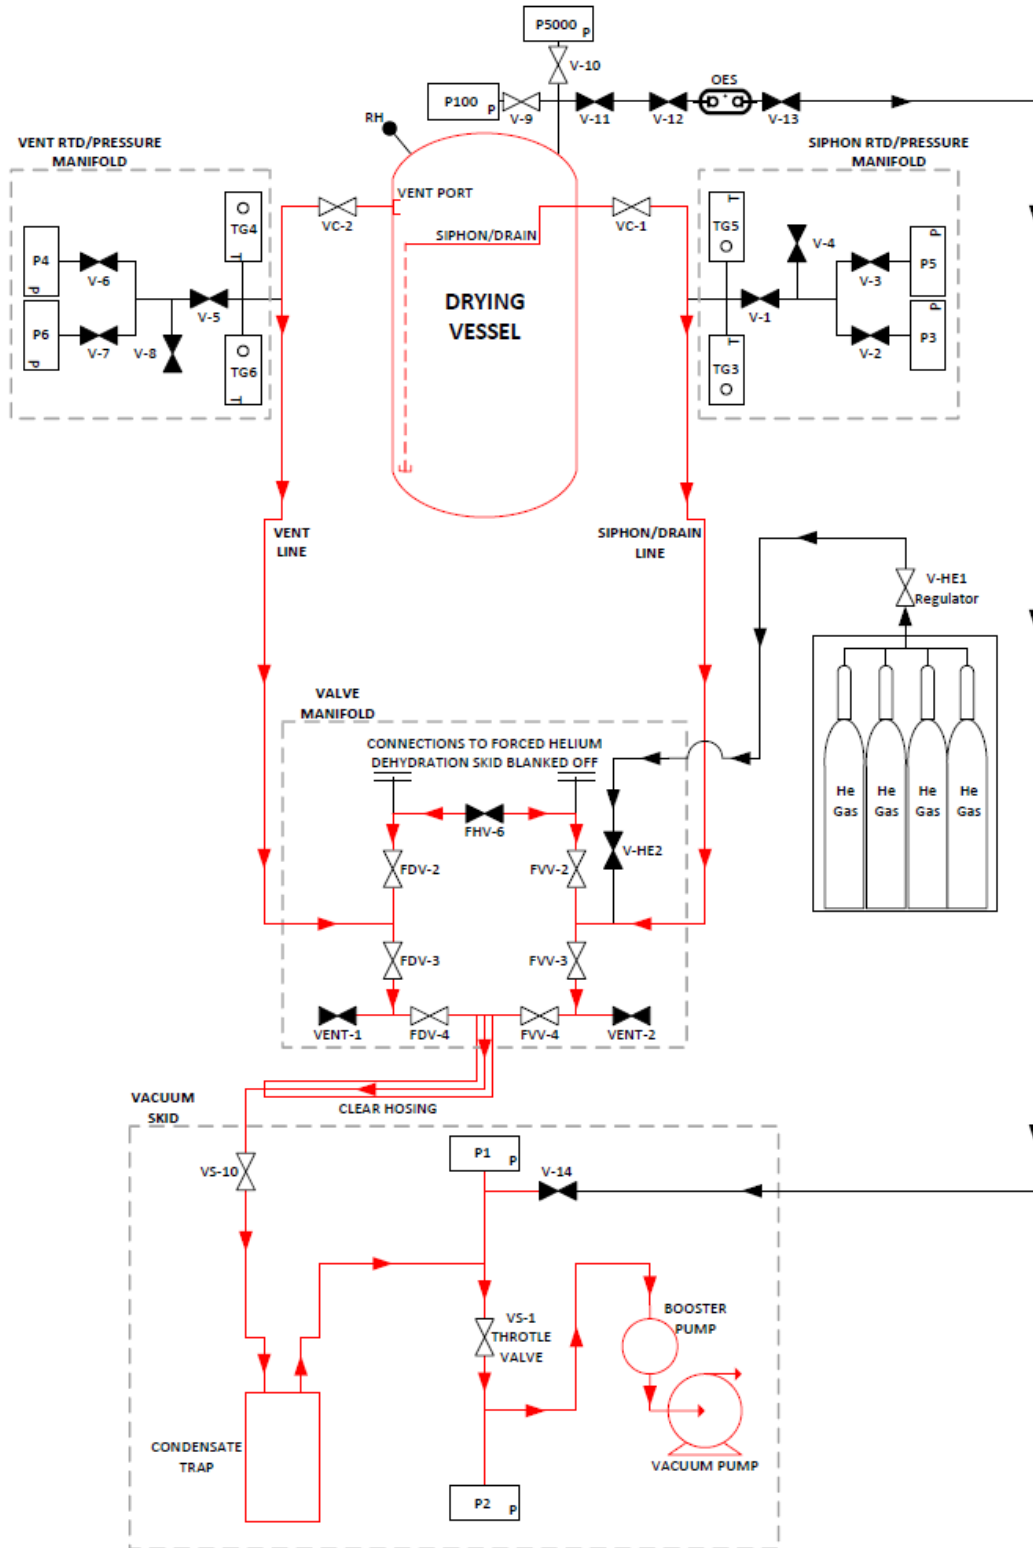 P5000 P
V-10
OES
P100 P
V-9
V-11
V-12
V-13
RH
VENT RTD/PRESSURE
MANIFOLD
SIPHON RTD/PRESSURE
MANIFOLD
VENT PORT
VC-2
SIPHON/DRAIN
VC-1
TG4
T
P4
P
V-6
V-5
P6
P
V-7
V-8
TG6
T
DRYING
VESSEL
T
TG5
V-4
P
P5
V-3
V-1
P
P3
V-2
T
TG3
VENT
LINE
SIPHON/DRAIN
LINE
V-HE1
Regulator
VALVE
MANIFOLD
CONNECTIONS TO FORCED HELIUM
DEHYDRATION SKID BLANKED OFF
He
Gas
He
Gas
He
Gas
He
Gas
FHV-6
V-HE2
FDV-2
FVV-2
FDV-3
FVV-3
VENT-1
FDV-4
FVV-4
VENT-2
CLEAR HOSING
VACUUM
SKID
VS-10
P1 P
V-14
VS-1
THROTLE
VALVE
BOOSTER
PUMP
CONDENSATE
TRAP
VACUUM PUMP
P2 P